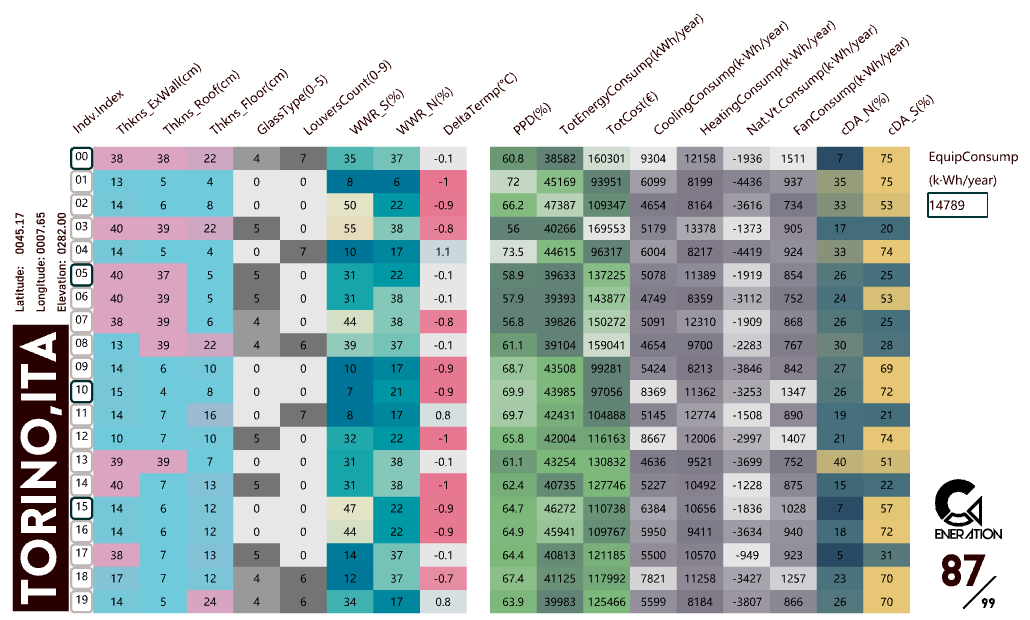 Indv.Index Thkns_ExWall(cm) Thkns_Roof(cm) Thkns_Floor(cm) GlassType(0-5) LouversCount(0-9) WWR_S(%) WWR_N(%) DeltaTermp(°C) PPD(%) TotEnergyConsump(kWh/year) TotCost(€) CoolingConsump(k·Wh/year) HeatingConsump(k·Wh/year) Nat.Vt.Consump(k·Wh/year) FanConsump(k·Wh/year) cDA_N(%) cDA_S(%)
00 38 38 22 4 7 35 37 -0.1 60.8 38582 160301 9304 12158 -1936 1511 7 75
01 13 5 4 0 0 8 6 -1 72 45169 93951 6099 8199 -4436 937 35 75
02 14 6 8 0 0 50 22 -0.9 66.2 47387 109347 4654 8164 -3616 734 33 53
03 40 39 22 5 0 55 38 -0.8 56 40266 169553 5179 13378 -1373 905 17 20
04 14 5 4 0 7 10 17 1.1 73.5 44615 96317 6004 8217 -4419 924 33 74
05 40 37 5 5 0 31 22 -0.1 58.9 39633 137225 5078 11389 -1919 854 26 25
06 40 39 5 5 0 31 38 -0.1 57.9 39393 143877 4749 8359 -3112 752 24 53
07 38 39 6 4 0 44 38 -0.8 56.8 39826 150272 5091 12310 -1909 868 26 25
08 13 39 22 4 6 39 37 -0.1 61.1 39104 159041 4654 9700 -2283 767 30 28
09 14 6 10 0 0 10 17 -0.9 68.7 43508 99281 5424 8213 -3846 842 27 69
10 15 4 8 0 0 7 21 -0.9 69.9 43985 97056 8369 11362 -3253 1347 26 72
11 14 7 16 0 7 8 17 0.8 69.7 42431 104888 5145 12774 -1508 890 19 21
12 10 7 10 5 0 32 22 -1 65.8 42004 116163 8667 12006 -2997 1407 21 74
13 39 39 7 0 0 31 38 -0.1 61.1 43254 130832 4636 9521 -3699 752 40 51
14 40 7 13 5 0 31 38 -1 62.4 40735 127746 5227 10492 -1228 875 15 22
15 14 6 12 0 0 47 22 -0.9 64.7 46272 110738 6384 10656 -1836 1028 7 57
16 14 6 12 0 0 44 22 -0.9 64.9 45941 109767 5950 9411 -3634 940 18 72
17 38 7 13 5 0 14 37 -0.1 64.4 40813 121185 5500 10570 -949 923 5 31
18 17 7 12 4 6 12 37 -0.7 67.4 41125 117992 7821 11258 -3427 1257 23 70
19 14 5 24 4 6 34 17 0.8 63.9 39983 125466 5599 8184 -3807 866 26 70
Latitude: 0045.17
Longitude: 0007.65
Elevation: 0282.00
TORINO,ITA
EquipConsump
(k·Wh/year)
14789
ENERATION
87/99